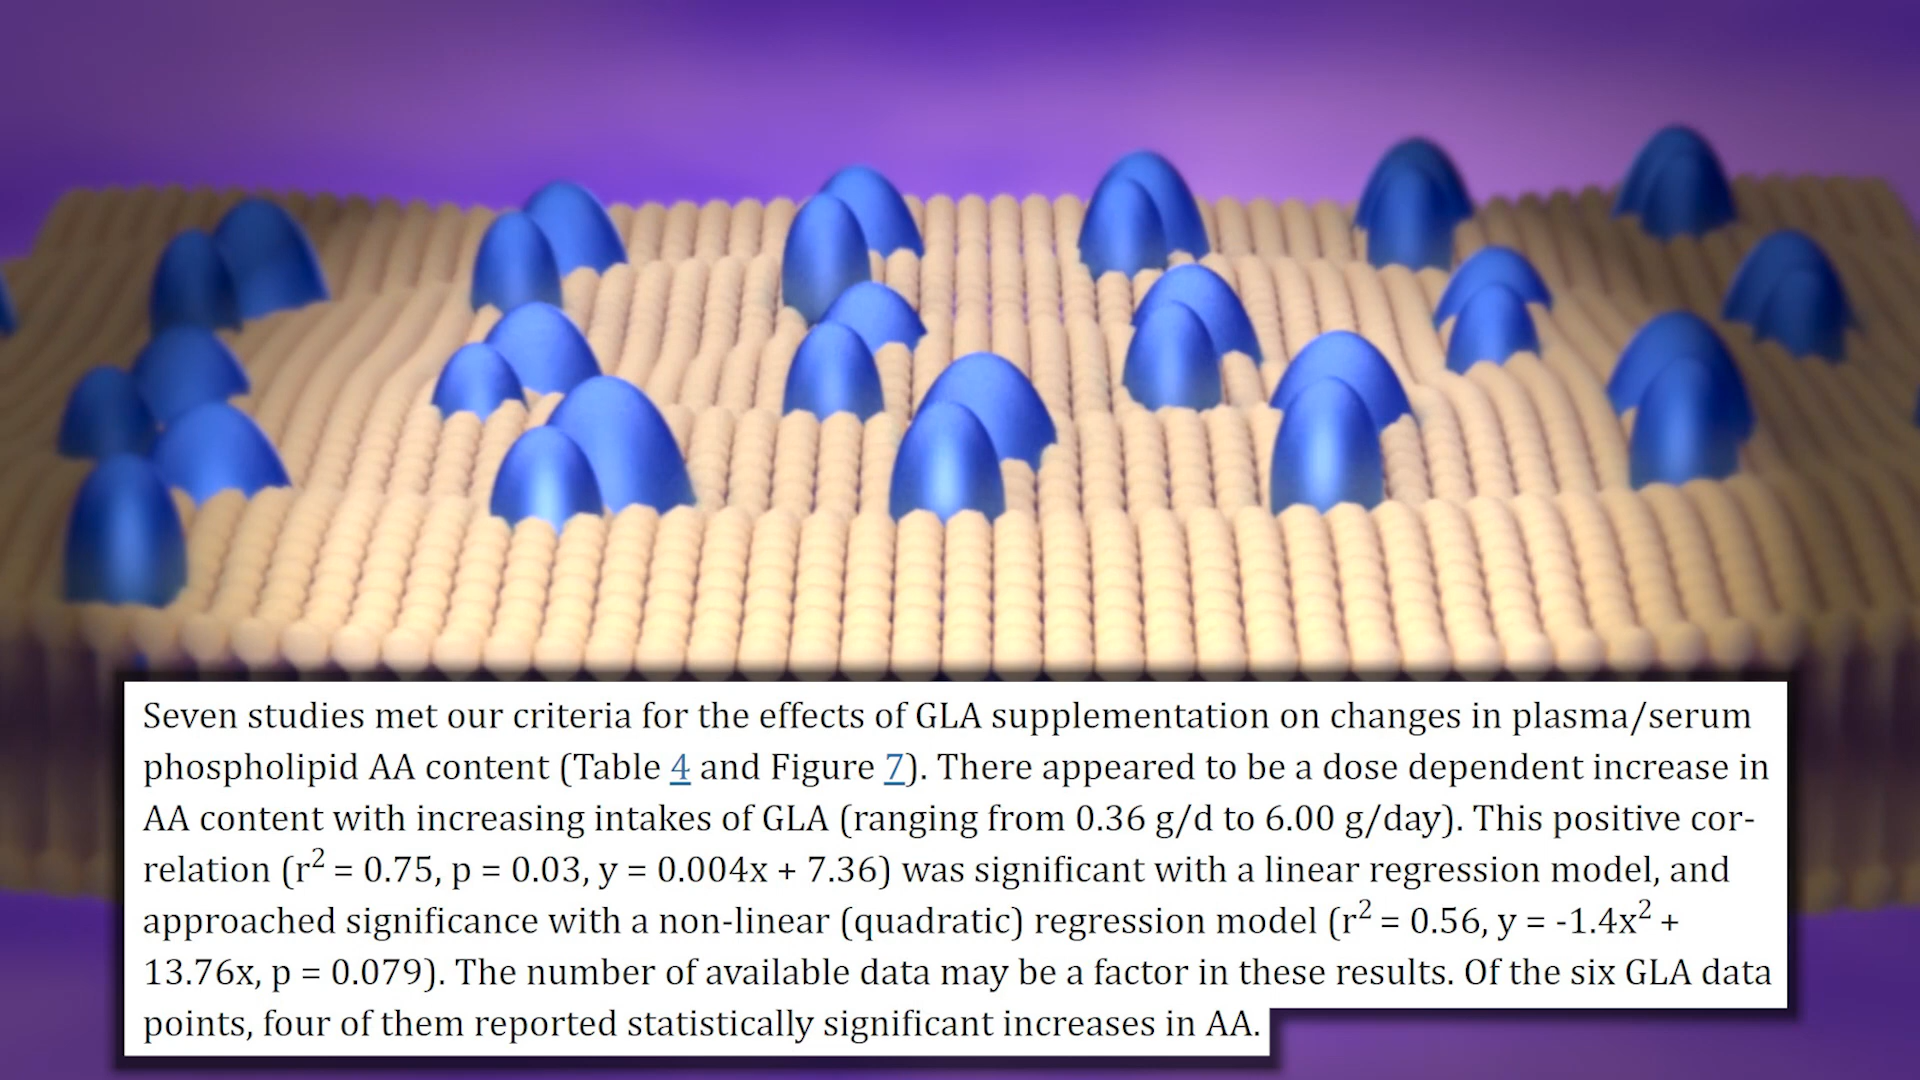 Seven studies met our criteria for the effects of GLA supplementation on changes in plasma/serum
phospholipid AA content (Table 4 and Figure 7). There appeared to be a dose dependent increase in
AA content with increasing intakes of GLA (ranging from 0.36 g/d to 6.00 g/day). This positive cor-
relation (r² = 0.75, p = 0.03, y = 0.004x + 7.36) was significant with a linear regression model, and
approached significance with a non-linear (quadratic) regression model (r² = 0.56, y = -1.4x² +
13.76x, p = 0.079). The number of available data may be a factor in these results. Of the six GLA data
points, four of them reported statistically significant increases in AA.